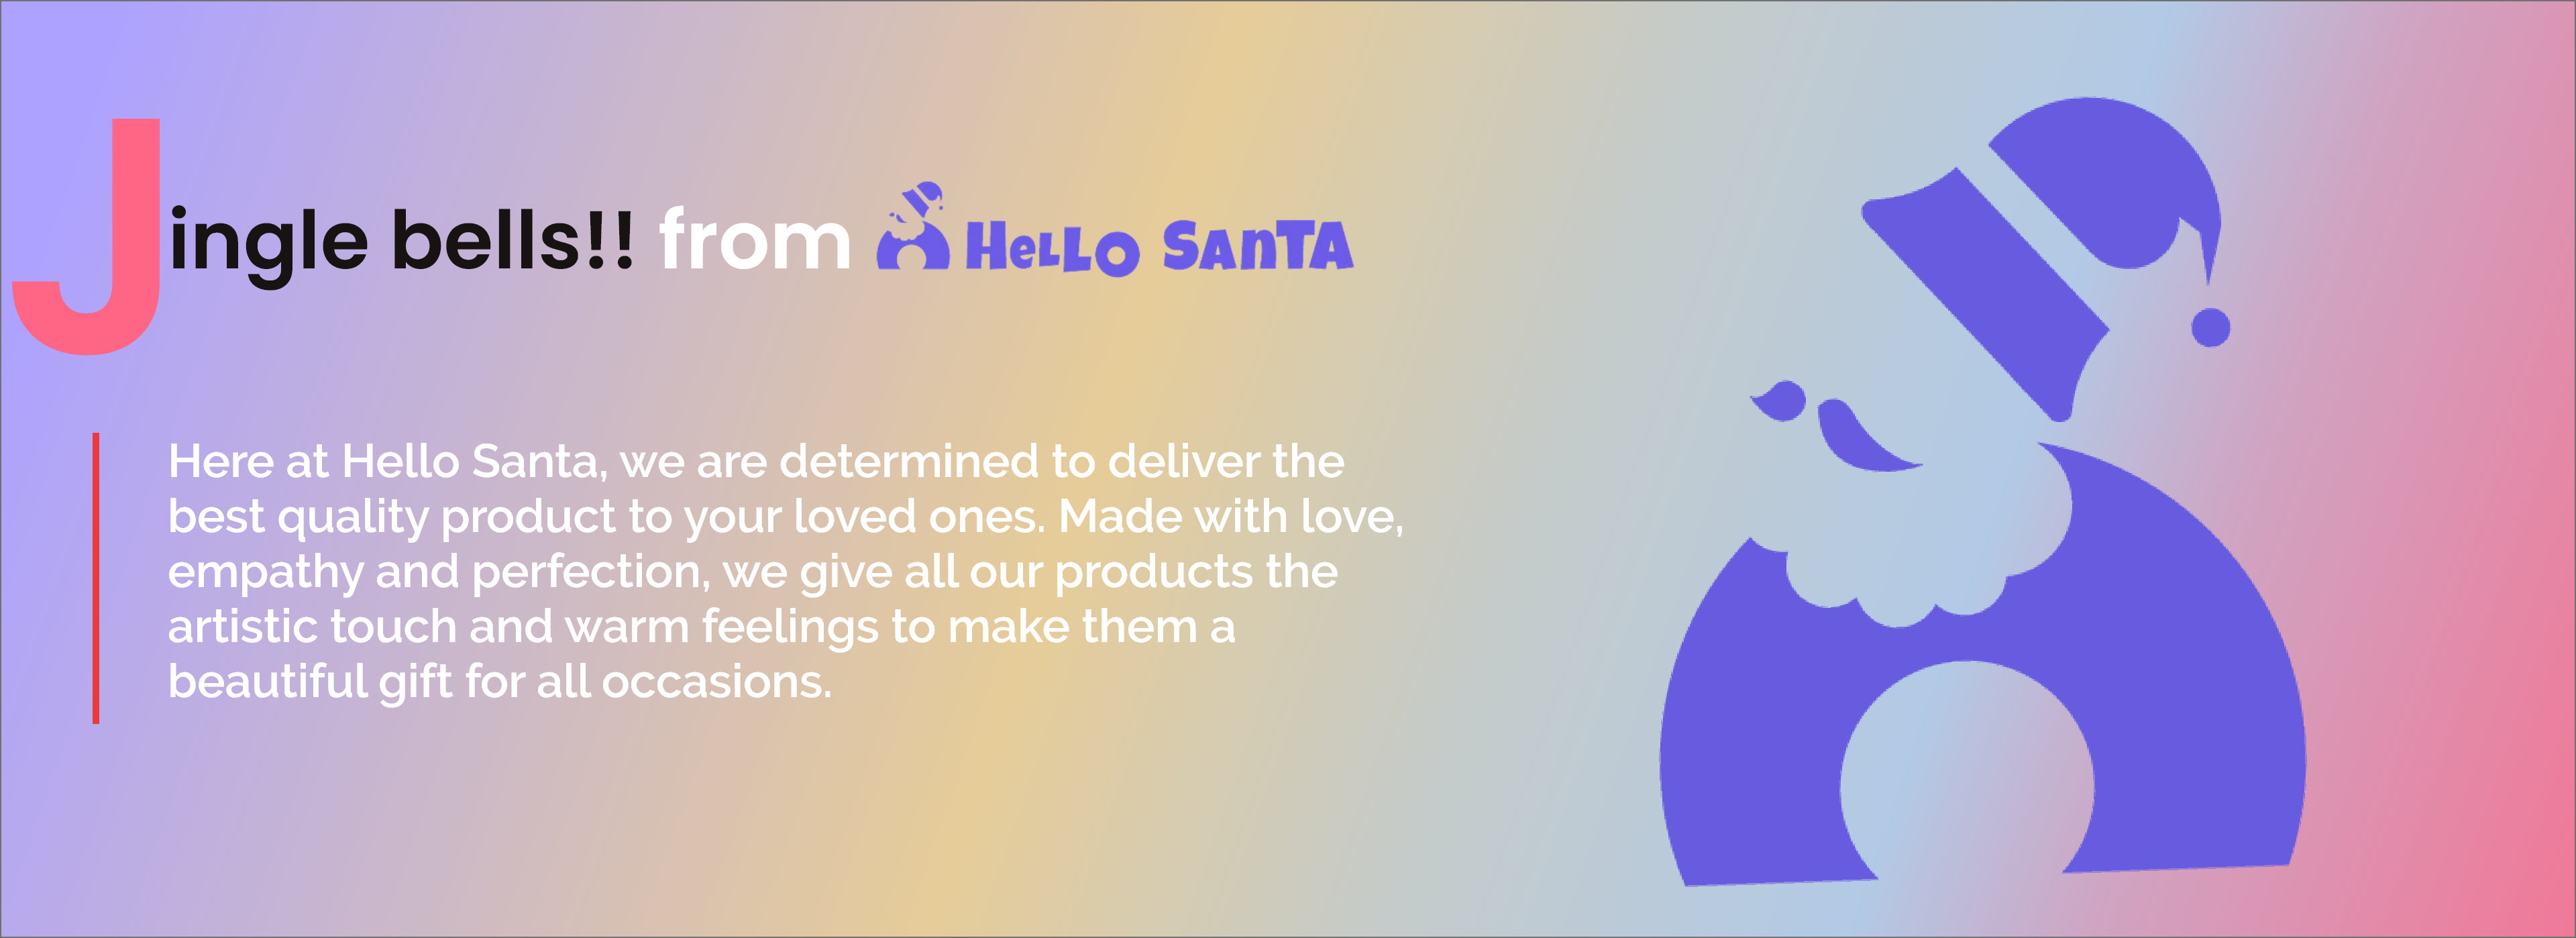 Jingle bells!! from HeLLO SanTA
Here at Hello Santa, we are determined to deliver the
best quality product to your loved ones. Made with love,
empathy and perfection, we give all our products the
artistic touch and warm feelings to make them a
beautiful gift for all occasions.